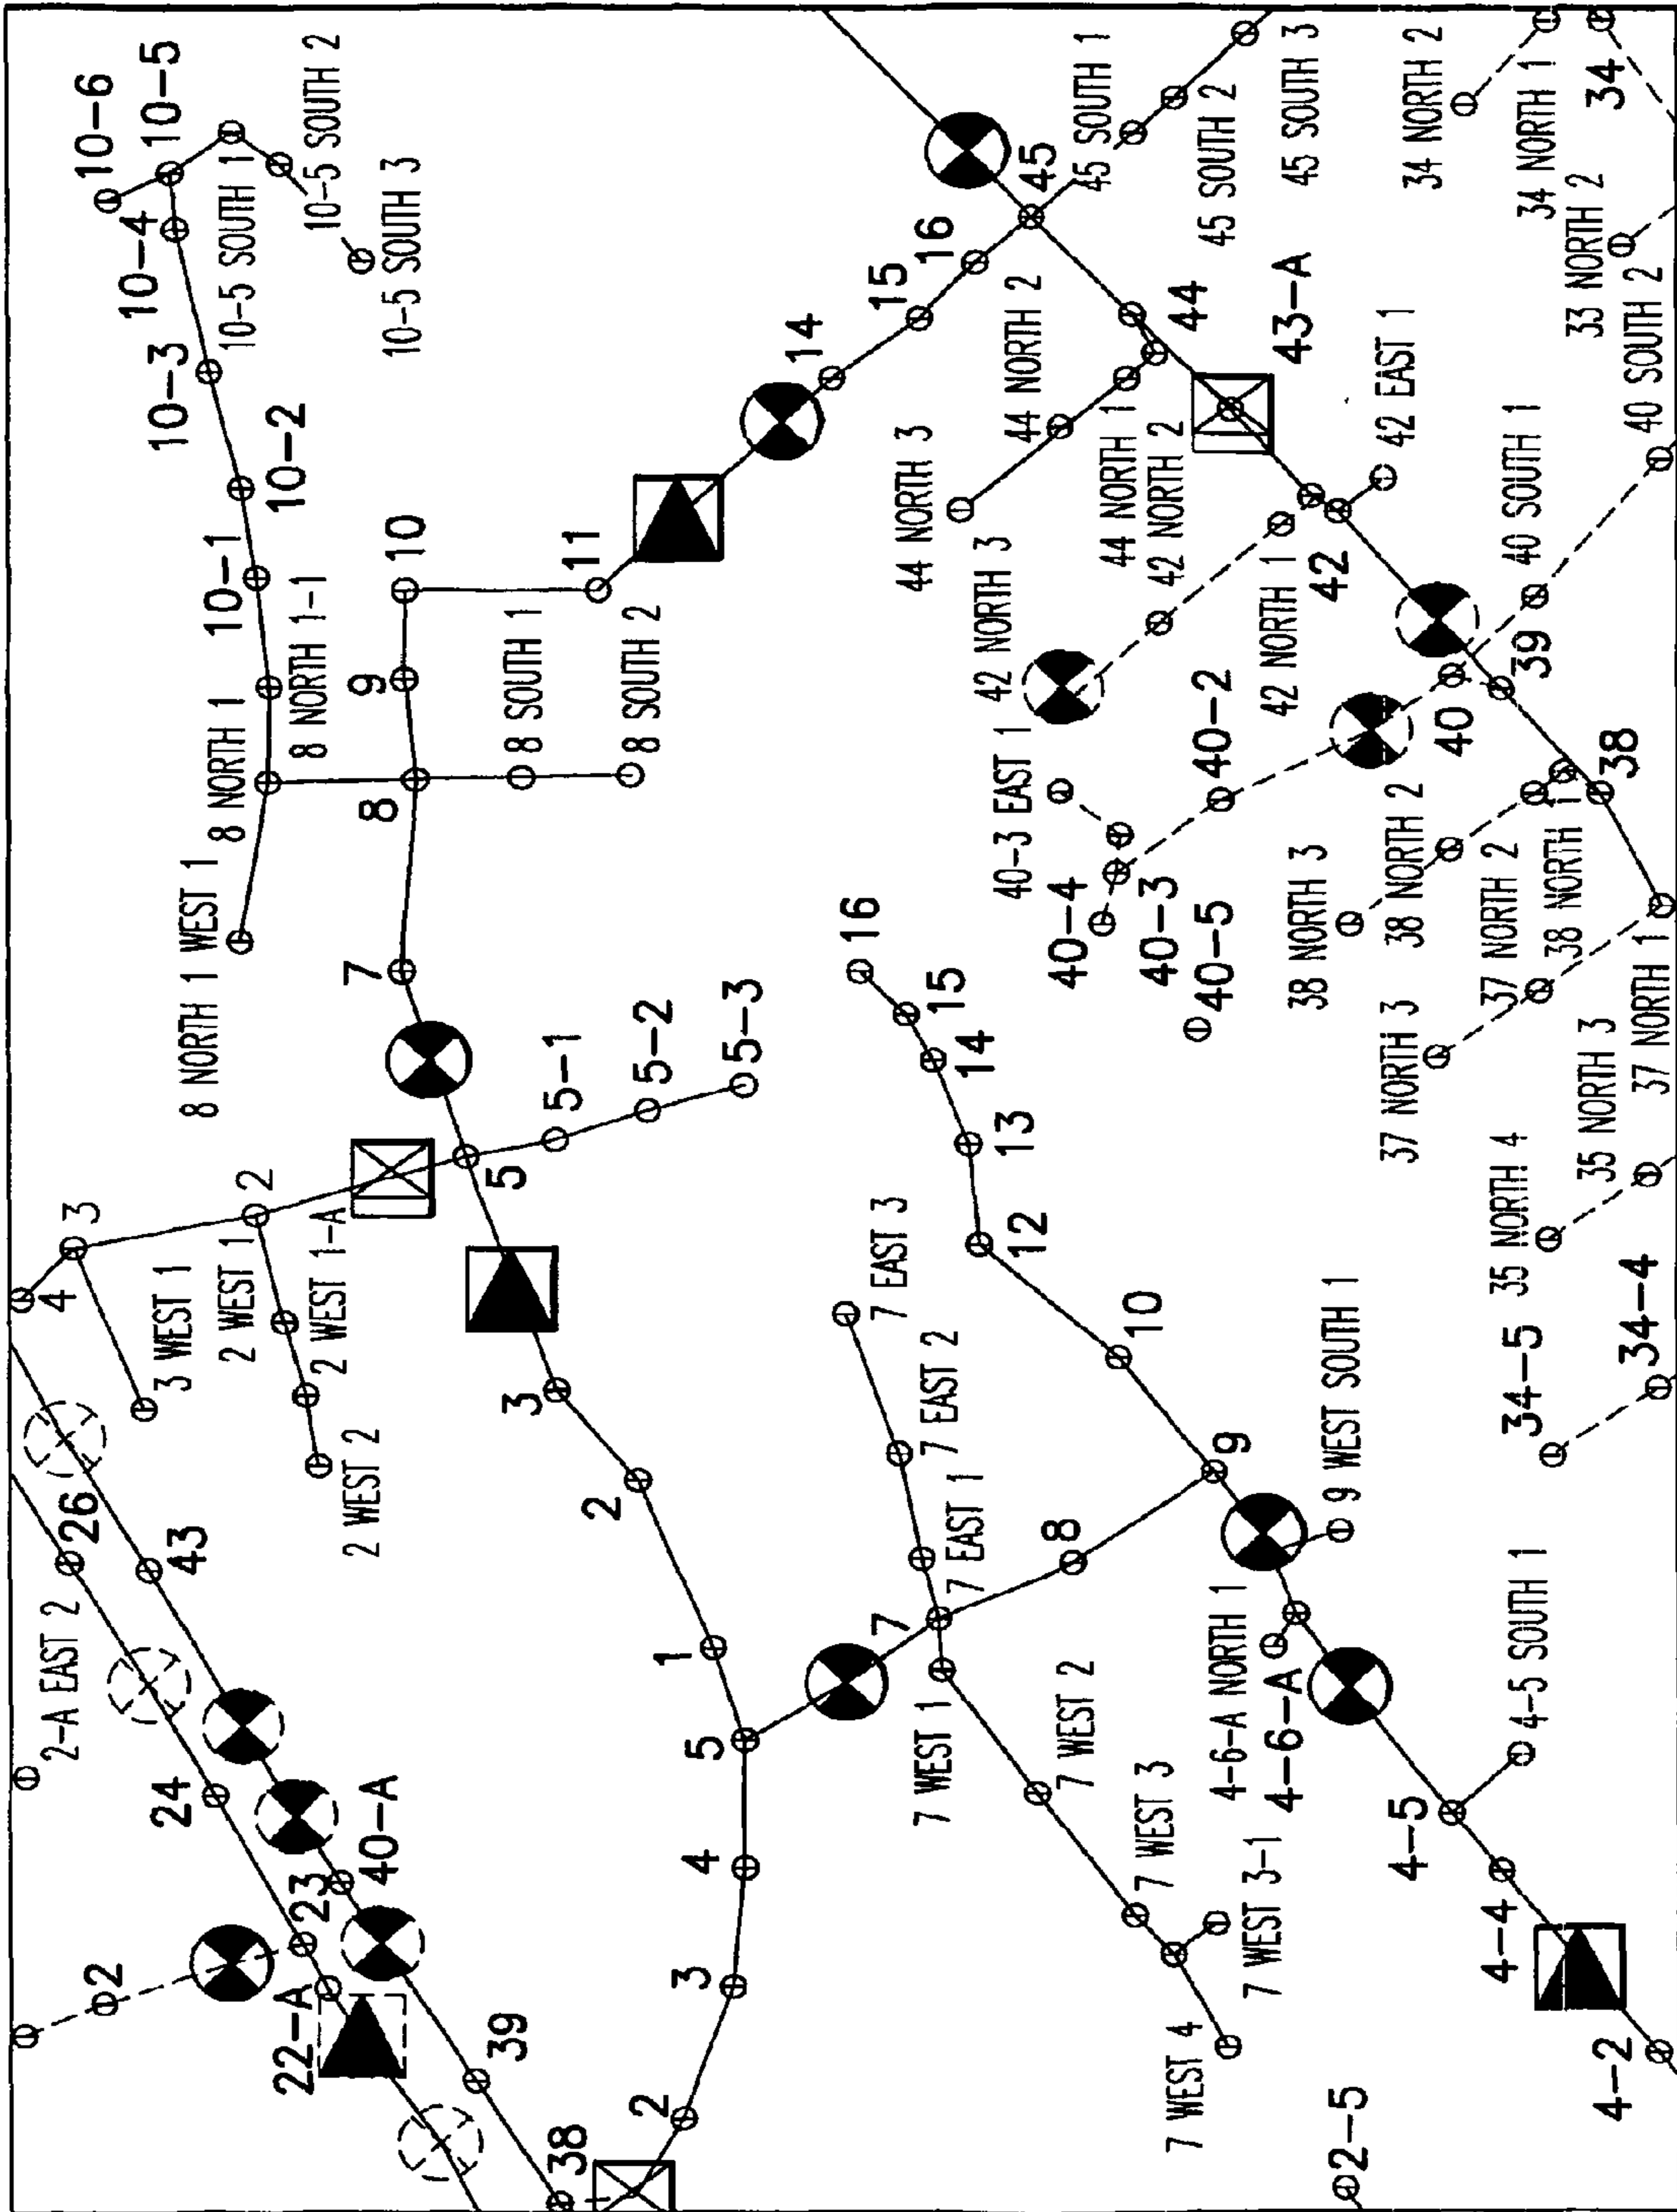 10-6
10-5
10-4
10-3
10-2
10-1
10-5 SOUTH 1
10-5 SOUTH 2
10-5 SOUTH 3
8 NORTH 1
8 NORTH 1-1
8 NORTH 1 WEST 1
10
9
8
11
8 SOUTH 1
8 SOUTH 2
7
5
5-1
5-2
5-3
14
15
16
45
45 SOUTH 1
45 SOUTH 2
45 SOUTH 3
44
44 NORTH 1
44 NORTH 2
44 NORTH 3
43-A
42 EAST 1
42
42 NORTH 1
42 NORTH 2
42 NORTH 3
34 NORTH 2
34 NORTH 1
34
33 NORTH 2
40 SOUTH 2
40 SOUTH 1
39
40
40-2
40-3 EAST 1
40-4
40-3
40-5
38
38 NORTH 1
38 NORTH 2
38 NORTH 3
37 NORTH 1
37 NORTH 2
37 NORTH 3
35 NORTH 3
35 NORTH 4
34-4
34-5
4
3
2
3 WEST 1
2 WEST 1
2 WEST 1-A
2 WEST 2
3
2
1
5
4
3
2
26
43
24
2-A EAST 2
40-A
23
22-A
2
39
38
16
15
14
13
12
10
9
8
7
7 EAST 1
7 EAST 2
7 EAST 3
7 WEST 1
7 WEST 2
7 WEST 3
7 WEST 3-1
7 WEST 4
9 WEST SOUTH 1
4-6-A NORTH 1
4-6-A
4-5 SOUTH 1
4-5
4-4
4-2
2-5